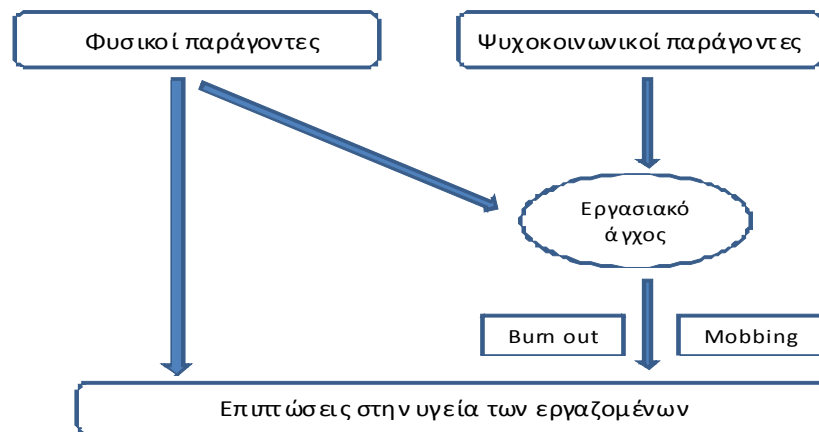 Φυσικοί παράγοντες
Ψυχοκοινωνικοί παράγοντες
Εργασιακό
άγχος
Burn out
Mobbing
Επιπτώσεις στην υγεία των εργαζομένων